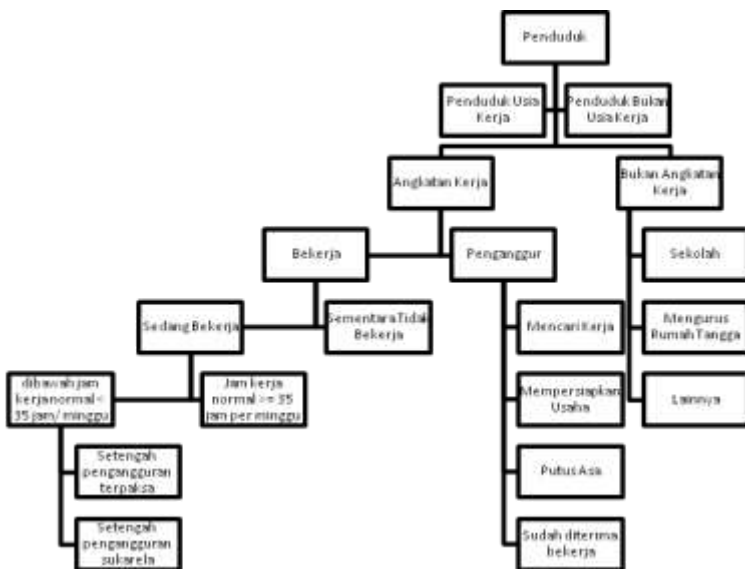 Penduduk
Penduduk Usia
Kerja
Penduduk Bukan
Usia Kerja
Angkatan Kerja
Bukan Angkatan
Kerja
Bekerja
Penganggur
Sekolah
Sedang Bekerja
Sementara Tidak
Bekerja
Mencari Kerja
Mengurus
Rumah Tangga
dibawah jam
kerja normal <
35 jam/ minggu
Jam kerja
normal >= 35
jam per minggu
Mempersiapkan
Usaha
Lainnya
Setengah
pengangguran
terpaksa
Putus Asa
Setengah
pengangguran
sukarela
Sudah diterima
bekerja